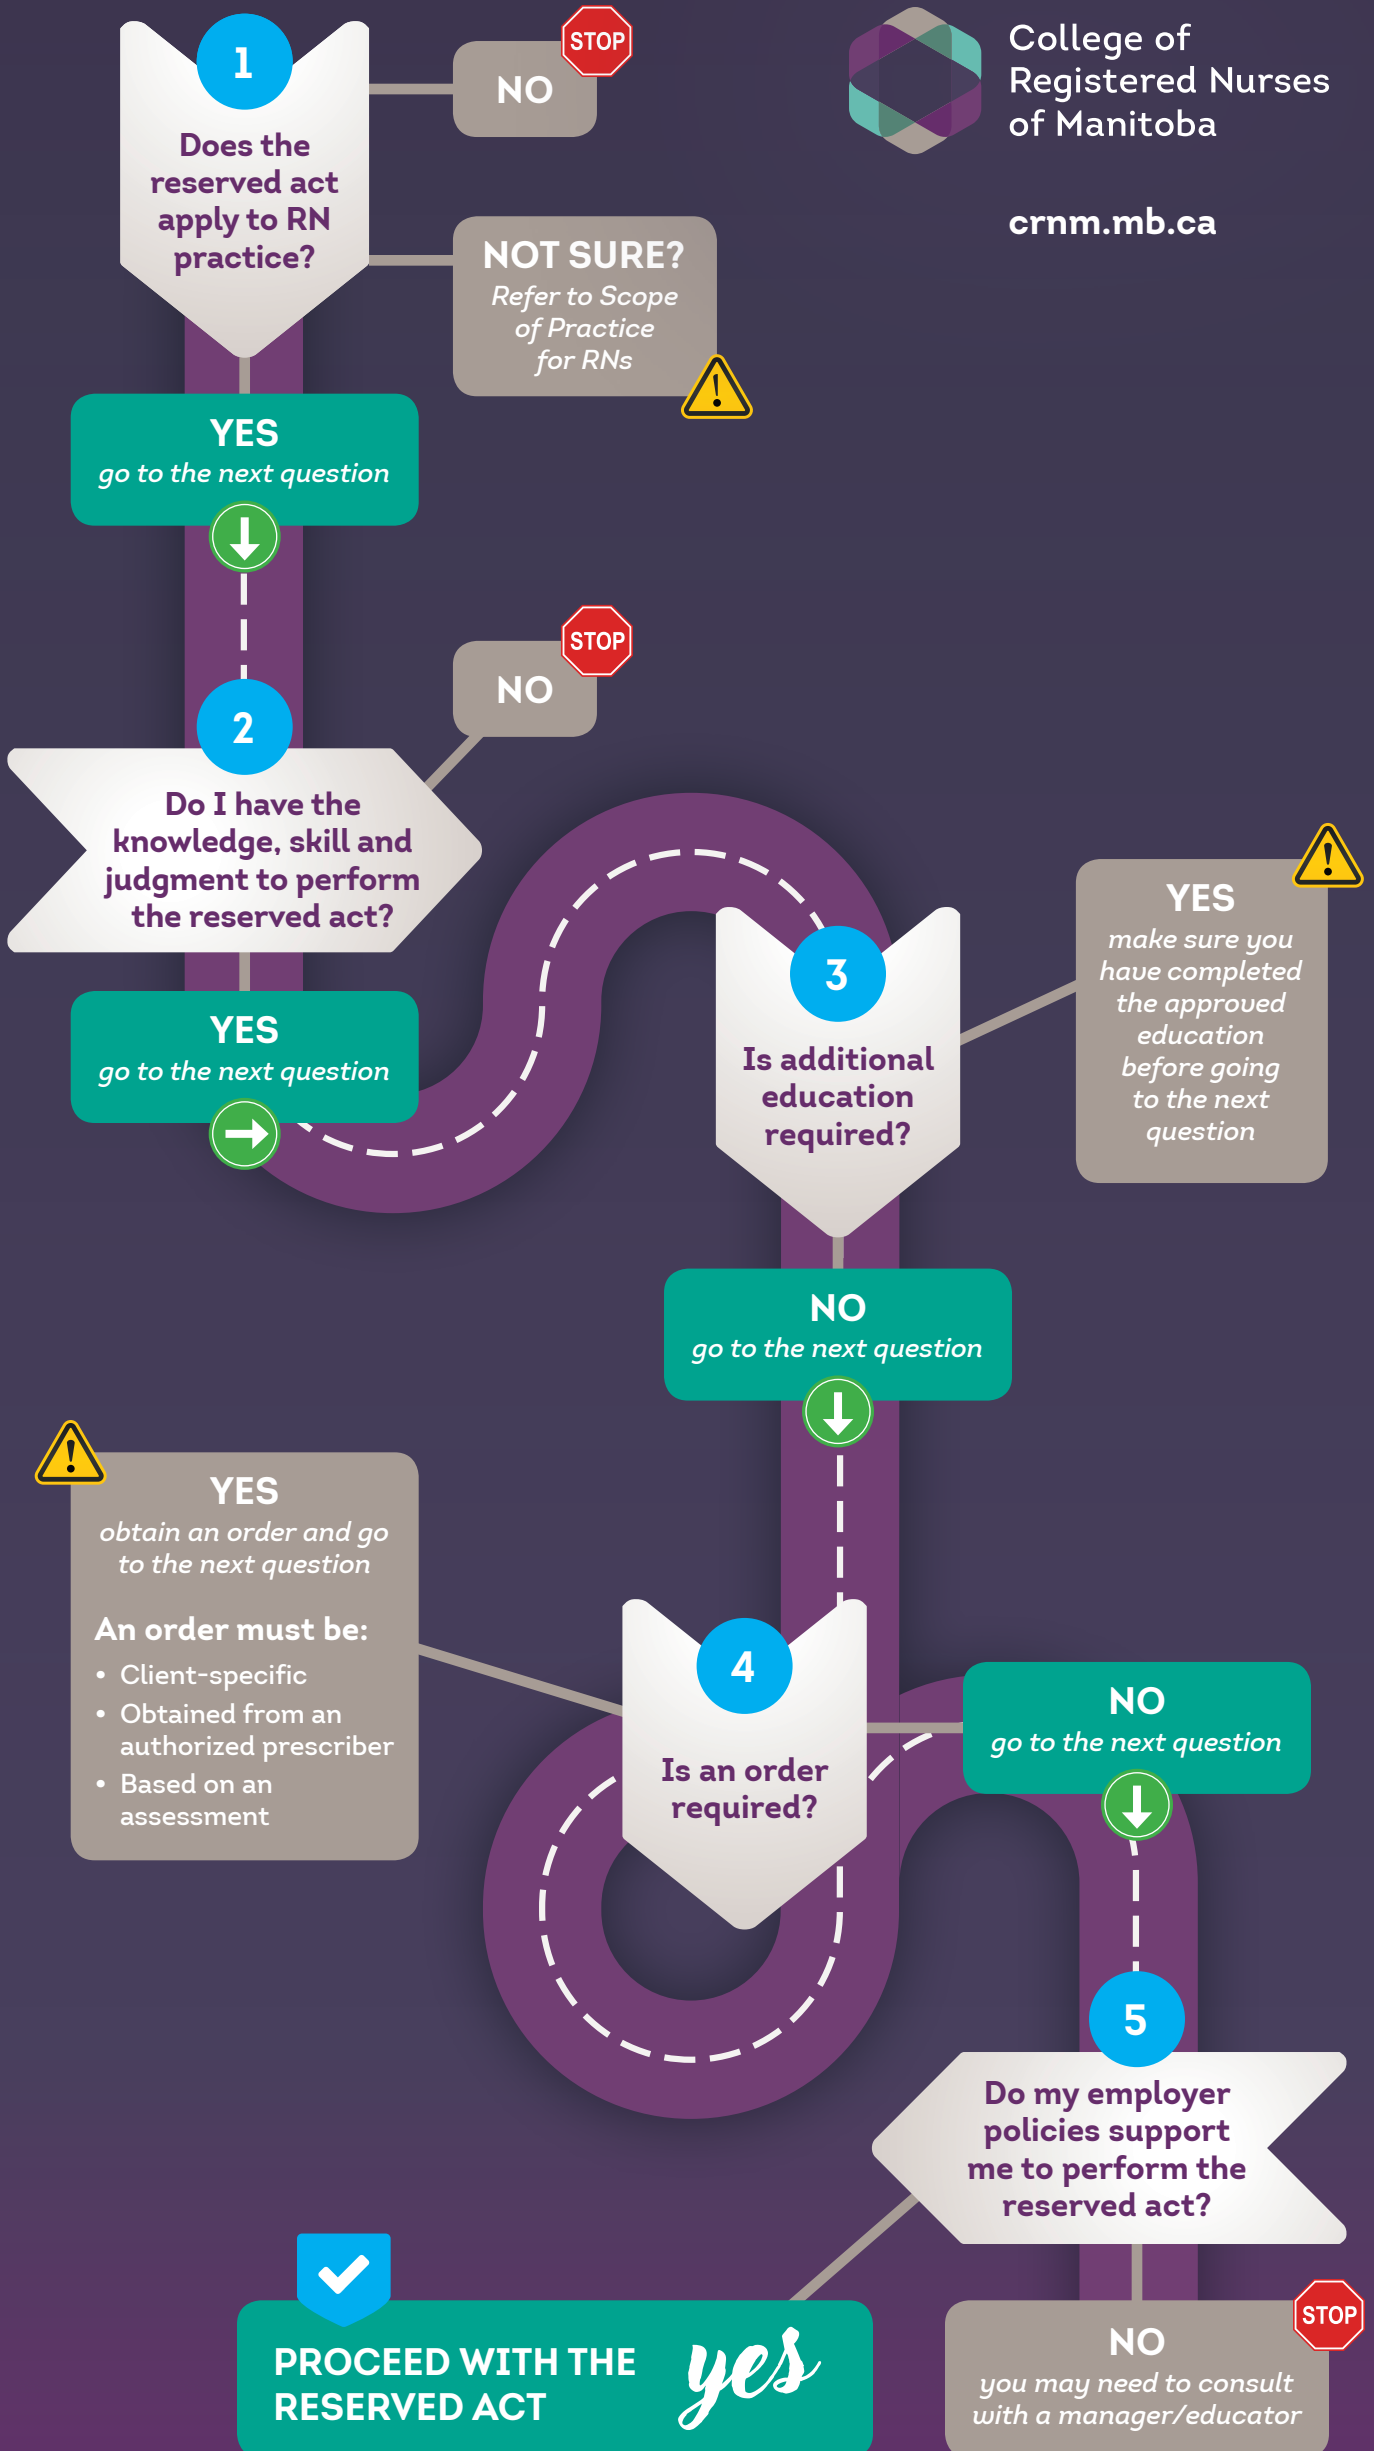 College of
Registered Nurses
of Manitoba
crnm.mb.ca
1
Does the
reserved act
apply to RN
practice?
NO
STOP
NOT SURE?
Refer to Scope
of Practice
for RNs
YES
go to the next question
2
Do I have the
knowledge, skill and
judgment to perform
the reserved act?
NO
STOP
YES
go to the next question
3
Is additional
education
required?
YES
make sure you
have completed
the approved
education
before going
to the next
question
NO
go to the next question
4
Is an order
required?
YES
obtain an order and go
to the next question
An order must be:
• Client-specific
• Obtained from an
authorized prescriber
• Based on an
assessment
NO
go to the next question
5
Do my employer
policies support
me to perform the
reserved act?
PROCEED WITH THE
RESERVED ACT
yes
NO
STOP
you may need to consult
with a manager/educator